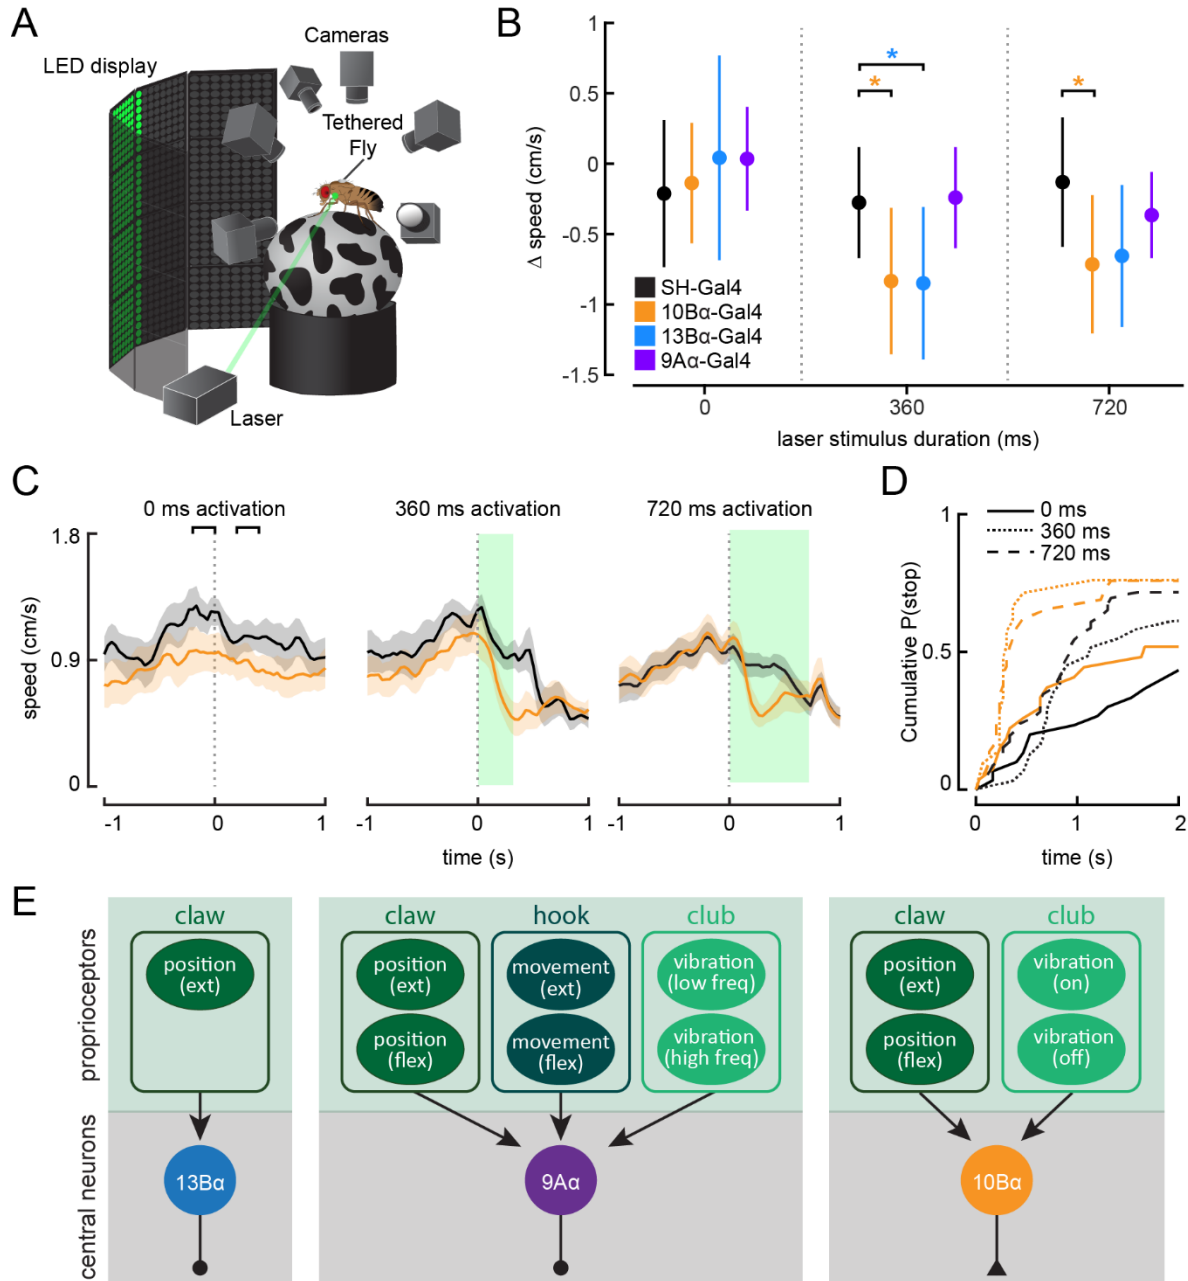 A
Cameras
LED display
Tethered
Fly
Laser
B
Δ speed (cm/s)
1
0.5
0
-0.5
-1
-1.5
*
*
*
SH-Gal4
10Bα-Gal4
13Bα-Gal4
9Aα-Gal4
0
360
720
laser stimulus duration (ms)
C
0 ms activation
360 ms activation
720 ms activation
speed (cm/s)
1.8
0.9
0
-1
0
1
-1
0
1
-1
0
1
time (s)
D
0 ms
360 ms
720 ms
Cumulative P(stop)
1
0.5
0
0
1
2
time (s)
E
proprioceptors
central neurons
claw
position
(ext)
13Bα
claw
hook
club
position
(ext)
movement
(ext)
vibration
(low freq)
position
(flex)
movement
(flex)
vibration
(high freq)
9Aα
claw
club
position
(ext)
vibration
(on)
position
(flex)
vibration
(off)
10Bα